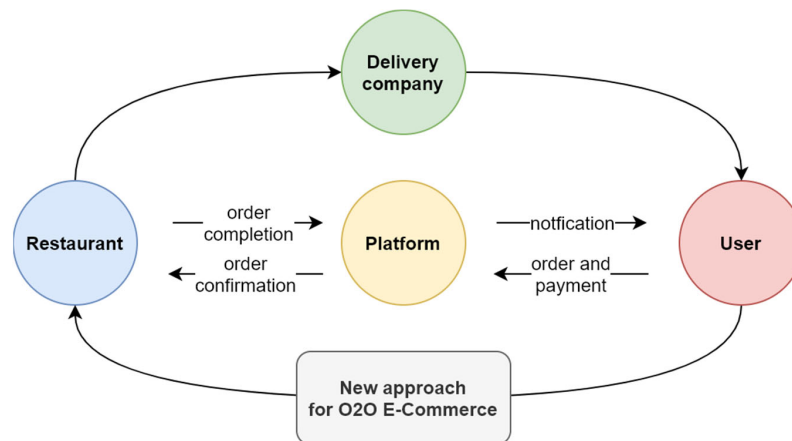 Delivery
company
order
completion
notfication
Restaurant
Platform
User
order
confirmation
order and
payment
New approach
for O2O E-Commerce